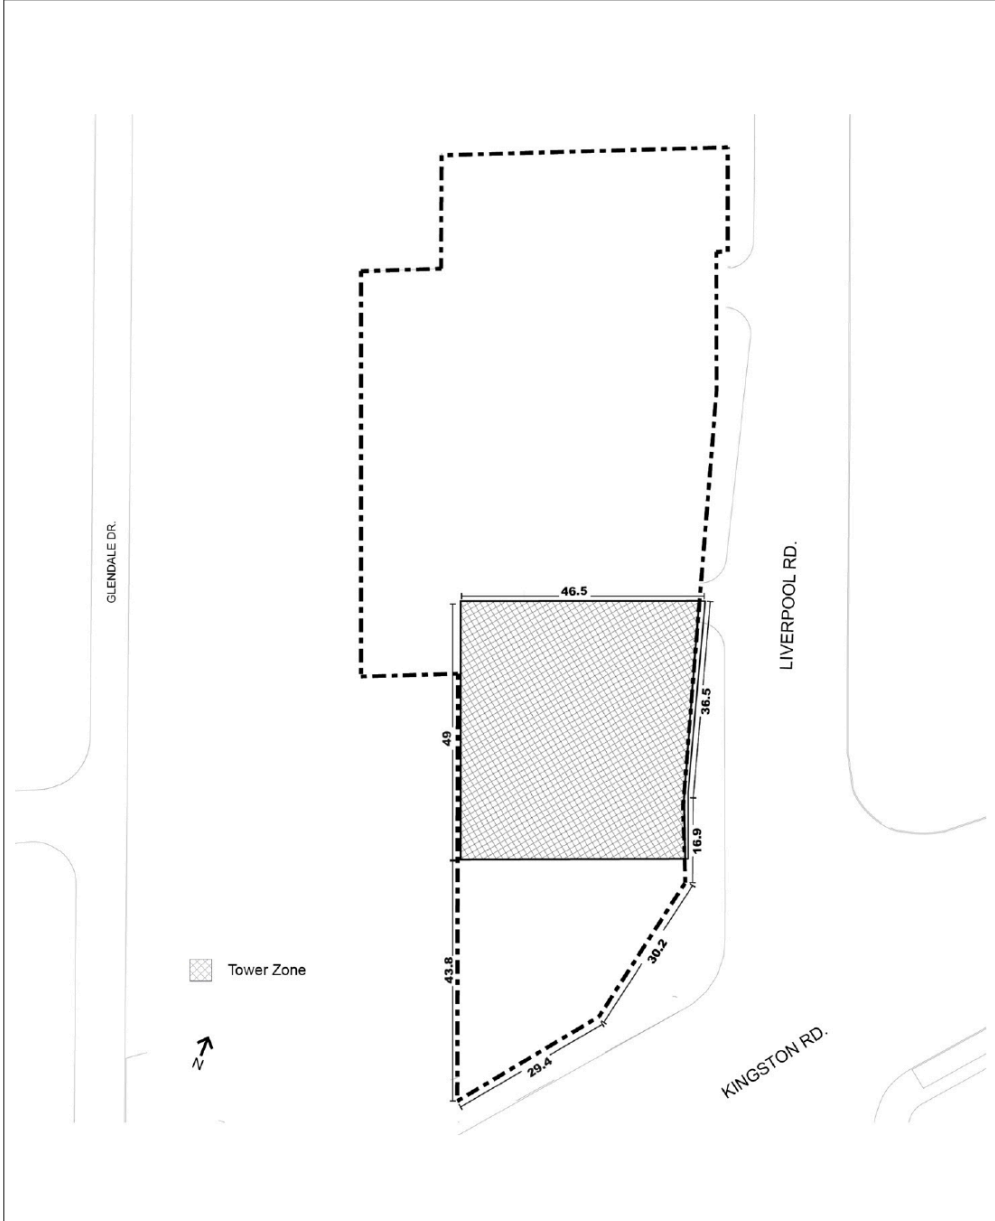 46.5
GLENDALE DR.
LIVERPOOL RD.
36.5
49
16.9
43.8
30.2
Tower Zone
N
29.4
KINGSTON RD.